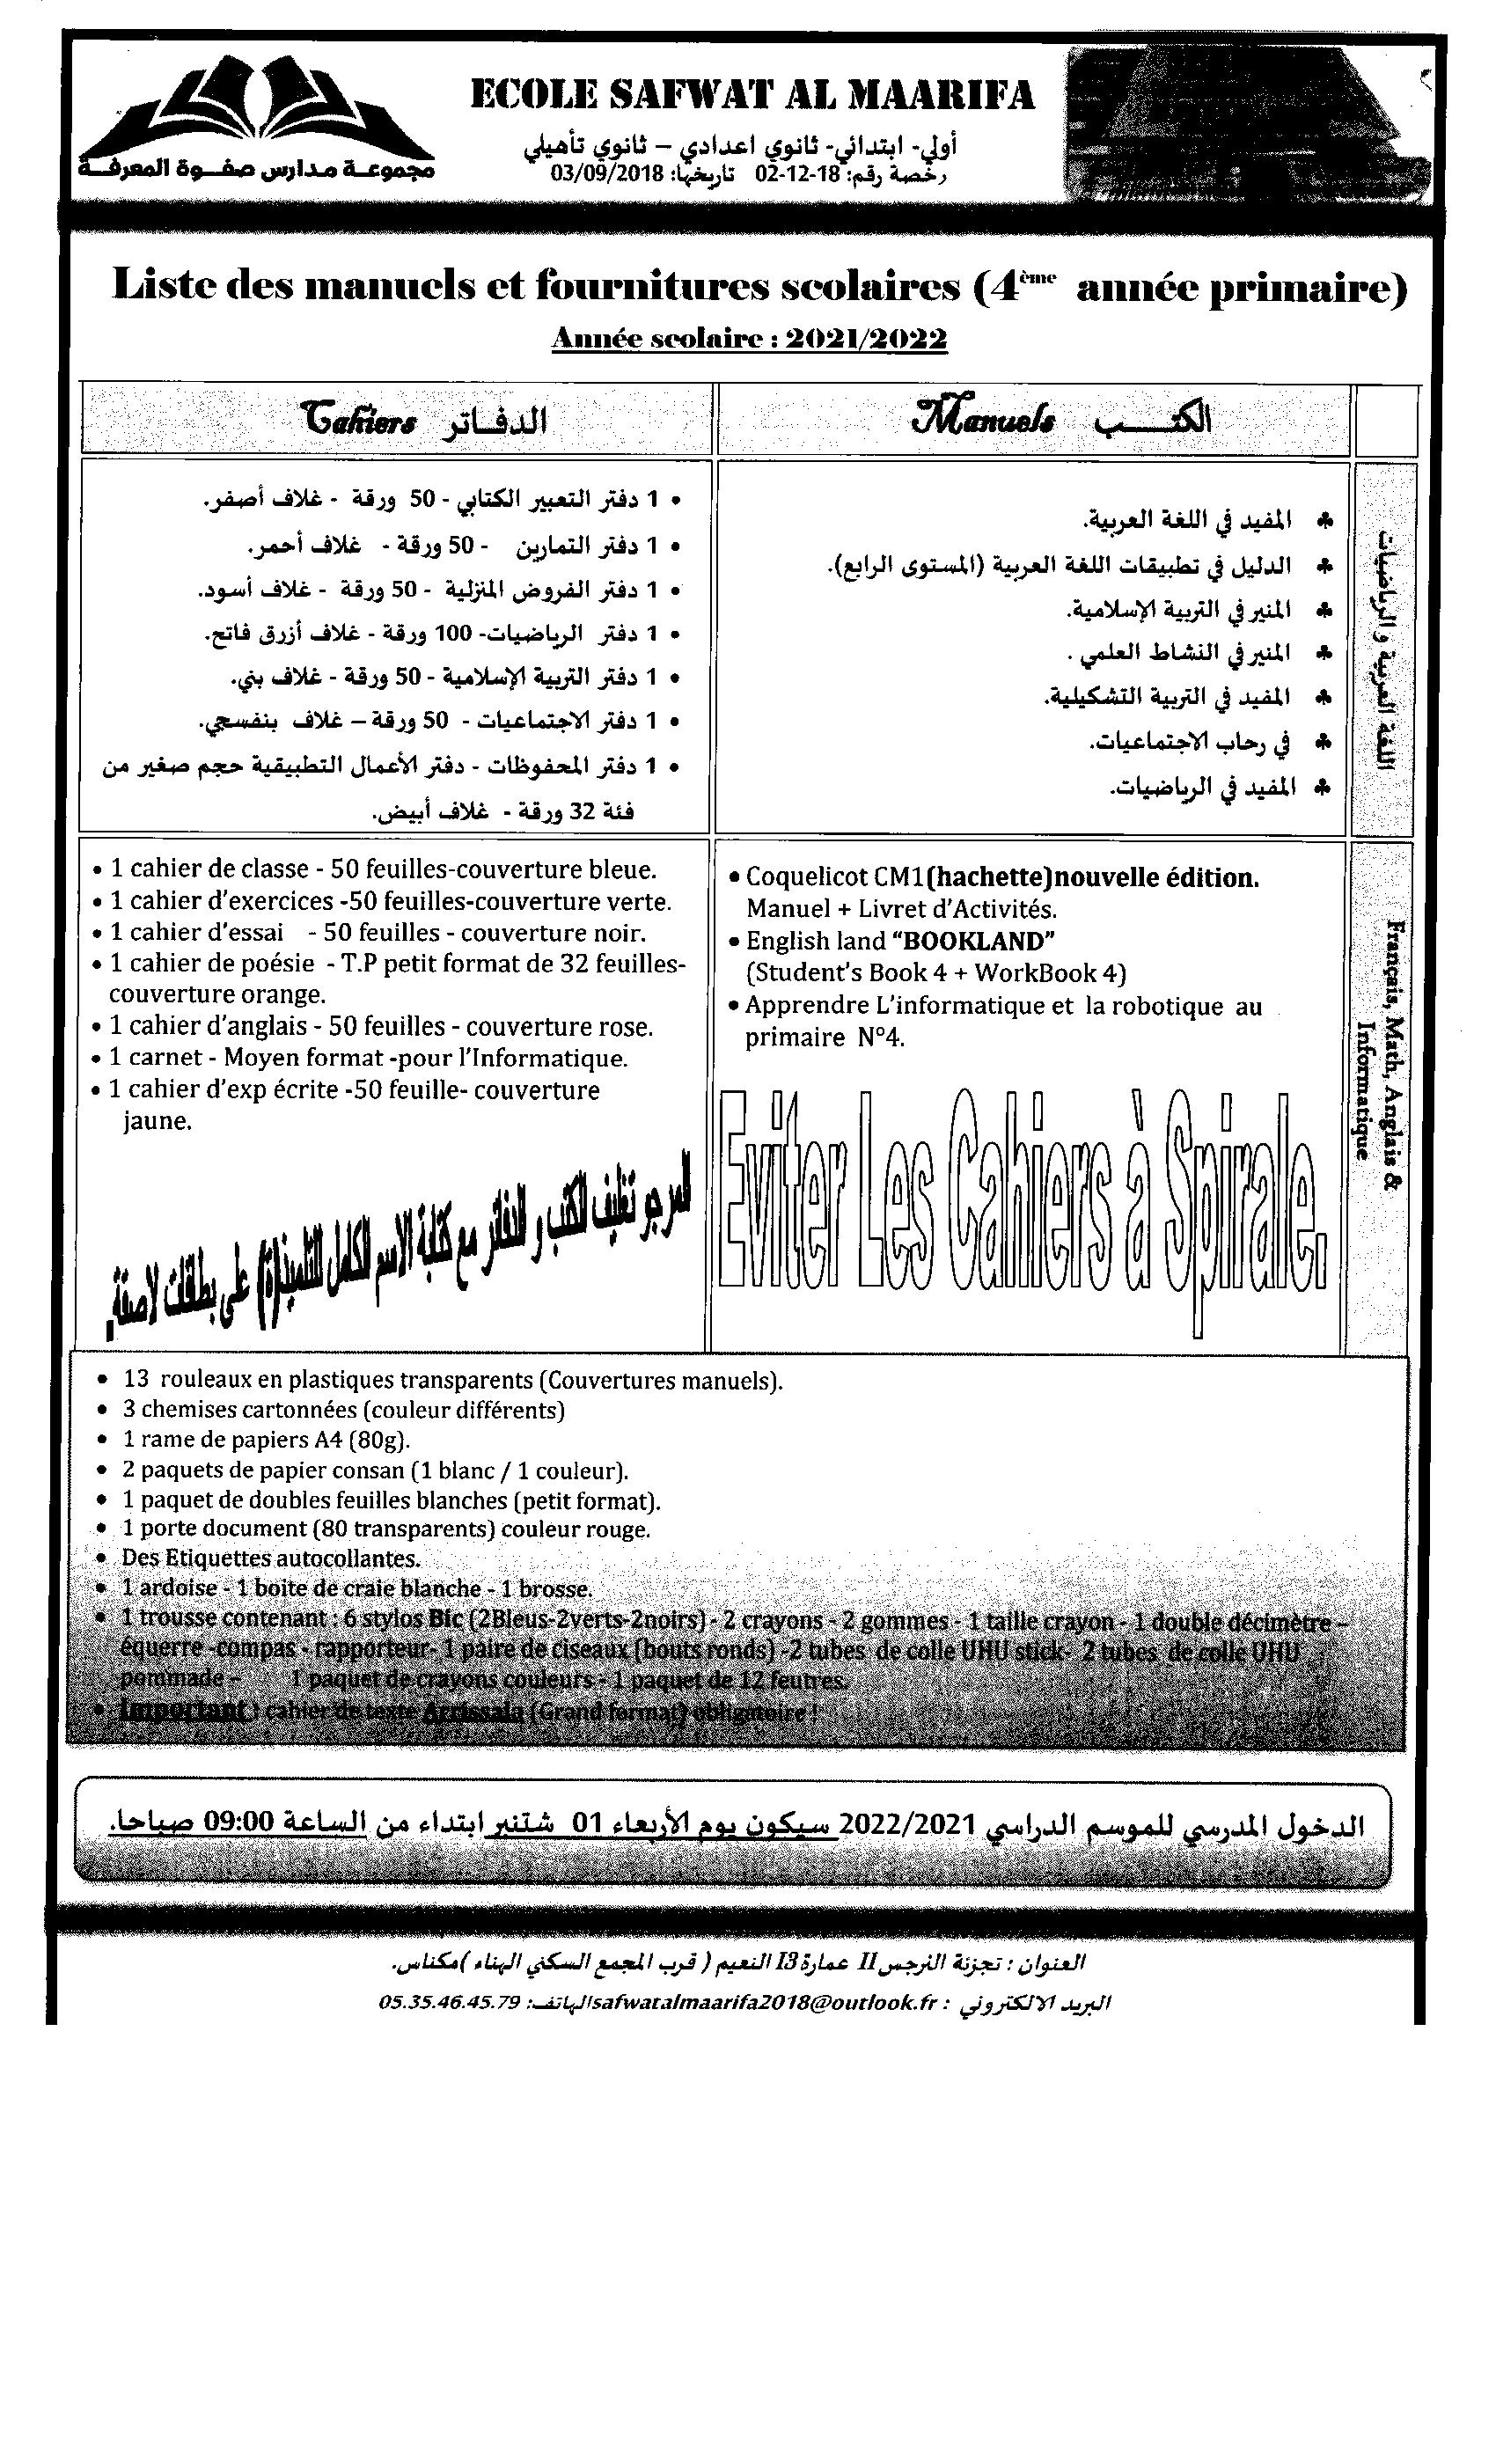 مجموعة مدارس صفوة المعرفة
ECOLE SAFWAT AL MAARIFA
أولي- ابتدائي- ثانوي اعدادي – ثانوي تأهيلي
رخصة رقم: 18-12-02 تاريخها: 03/09/2018
Liste des manuels et fournitures scolaires (4ème année primaire)
Année scolaire : 2021/2022
الكتـــب Manuels
الدفـاتر Cahiers
اللغة العربية و الرياضيات
♣ المفيد في اللغة العربية.
♣ الدليل في تطبيقات اللغة العربية (المستوى الرابع).
♣ المنير في التربية الإسلامية.
♣ المنير في النشاط العلمي .
♣ المفيد في التربية التشكيلية.
♣ في رحاب الاجتماعيات.
♣ المفيد في الرياضيات.
• 1 دفتر التعبير الكتابي - 50 ورقة - غلاف أصفر.
• 1 دفتر التمارين - 50 ورقة - غلاف أحمر.
• 1 دفتر الفروض المنزلية - 50 ورقة - غلاف أسود.
• 1 دفتر الرياضيات- 100 ورقة - غلاف أزرق فاتح.
• 1 دفتر التربية الإسلامية - 50 ورقة - غلاف بني.
• 1 دفتر الاجتماعيات - 50 ورقة – غلاف بنفسجي.
• 1 دفتر المحفوظات - دفتر الأعمال التطبيقية حجم صغير من
فئة 32 ورقة - غلاف أبيض.
• 1 cahier de classe - 50 feuilles-couverture bleue.
• 1 cahier d'exercices -50 feuilles-couverture verte.
• 1 cahier d'essai - 50 feuilles - couverture noir.
• 1 cahier de poésie - T.P petit format de 32 feuilles-
couverture orange.
• 1 cahier d'anglais - 50 feuilles - couverture rose.
• 1 carnet - Moyen format -pour l'Informatique.
• 1 cahier d'exp écrite -50 feuille- couverture
jaune.
المرجو تغليف الكتب و الدفاتر مع كتابة الاسم الكامل للتلميذ(ة) على بطاقات لاصقة.
• Coquelicot CM1(hachette)nouvelle édition.
Manuel + Livret d'Activités.
• English land "BOOKLAND"
(Student's Book 4 + WorkBook 4)
• Apprendre L'informatique et la robotique au
primaire N°4.
Eviter Les Cahiers à Spirale.
Français, Math, Anglais &
Informatique
• 13 rouleaux en plastiques transparents (Couvertures manuels).
• 3 chemises cartonnées (couleur différents)
• 1 rame de papiers A4 (80g).
• 2 paquets de papier consan (1 blanc / 1 couleur).
• 1 paquet de doubles feuilles blanches (petit format).
• 1 porte document (80 transparents) couleur rouge.
• Des Etiquettes autocollantes.
• 1 ardoise - 1 boite de craie blanche - 1 brosse.
• 1 trousse contenant : 6 stylos Bic (2Bleus-2verts-2noirs) - 2 crayons - 2 gommes - 1 taille crayon - 1 double décimètre –
équerre -compas - rapporteur- 1 paire de ciseaux (bouts ronds) -2 tubes de colle UHU stick- 2 tubes de colle UHU
pommade – 1 paquet de crayons couleurs - 1 paquet de 12 feutres.
• Important : cahier de texte Arrissala (Grand format) obligatoire !
الدخول المدرسي للموسم الدراسي 2022/2021 سيكون يوم الأربعاء 01 شتنبر ابتداء من الساعة 09:00 صباحا.
العنوان : تجزئة النرجس II عمارة 13 النعيم ( قرب المجمع السكني الهناء )مكناس.
البريد الالكتروني : safwatalmaarifa2018@outlook.frالهاتف: 05.35.46.45.79